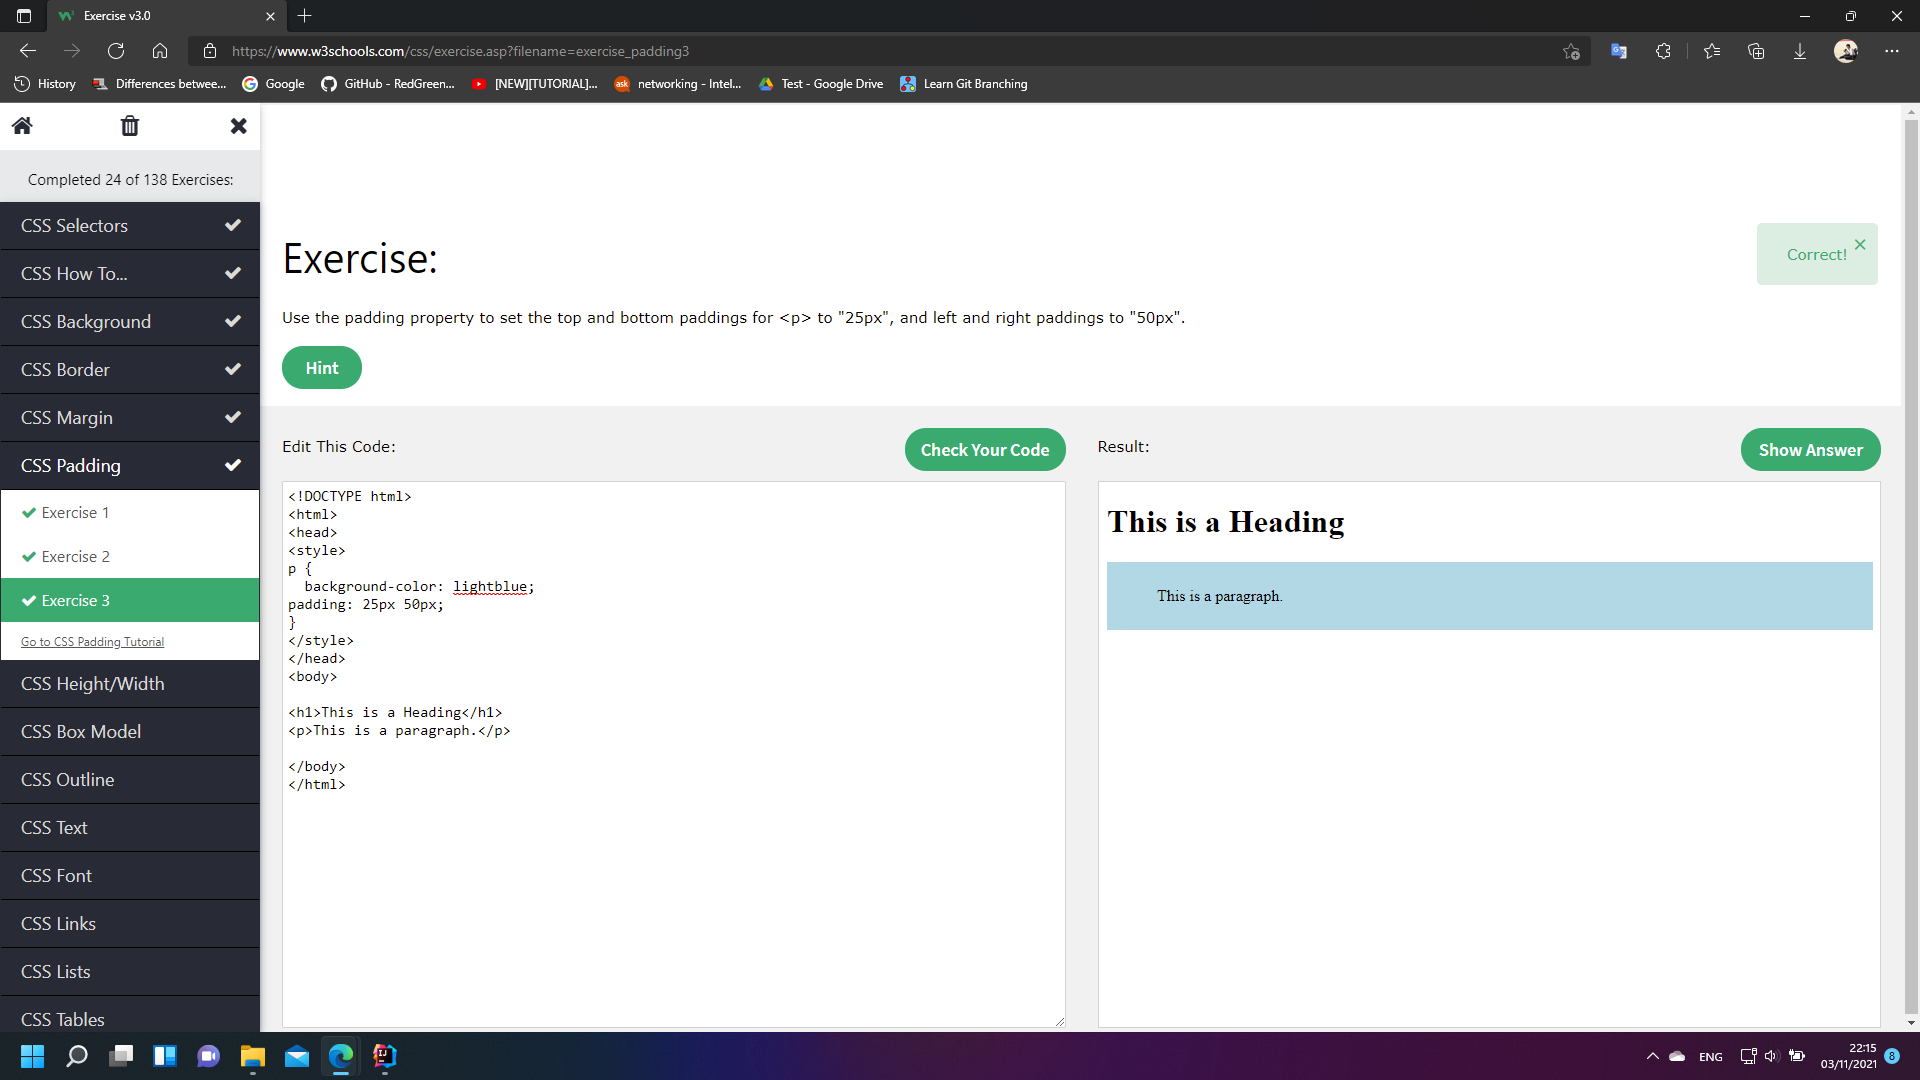 Exercise v3.0
https://www.w3schools.com/css/exercise.asp?filename=exercise_padding3
History
Differences betwee...
Google
GitHub - RedGreen...
[NEW][TUTORIAL]...
ask
networking - Intel...
Test - Google Drive
Learn Git Branching
Completed 24 of 138 Exercises:
CSS Selectors
CSS How To...
CSS Background
CSS Border
CSS Margin
CSS Padding
Exercise 1
Exercise 2
Exercise 3
Go to CSS Padding Tutorial
CSS Height/Width
CSS Box Model
CSS Outline
CSS Text
CSS Font
CSS Links
CSS Lists
CSS Tables
Exercise:
Correct!
Use the padding property to set the top and bottom paddings for <p> to "25px", and left and right paddings to "50px".
Hint
Edit This Code:
Check Your Code
<!DOCTYPE html>
<html>
<head>
<style>
p {
  background-color: lightblue;
padding: 25px 50px;
}
</style>
</head>
<body>
<h1>This is a Heading</h1>
<p>This is a paragraph.</p>
</body>
</html>
Result:
Show Answer
This is a Heading
This is a paragraph.
IJ
ENG
22:15
03/11/2021
8